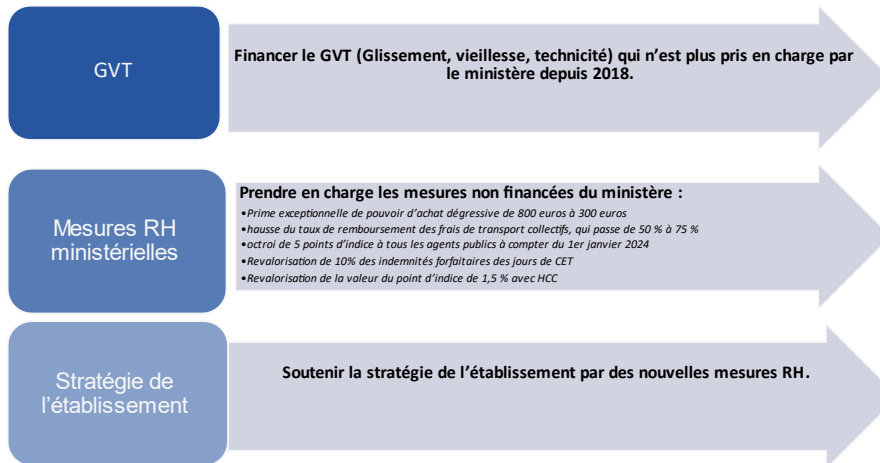 GVT
Financer le GVT (Glissement, vieillesse, technicité) qui n’est plus pris en charge par
le ministère depuis 2018.
Mesures RH
ministérielles
Prendre en charge les mesures non financées du ministère :
•Prime exceptionnelle de pouvoir d’achat dégressive de 800 euros à 300 euros
•hausse du taux de remboursement des frais de transport collectifs, qui passe de 50 % à 75 %
•octroi de 5 points d’indice à tous les agents publics à compter du 1er janvier 2024
•Revalorisation de 10% des indemnités forfaitaires des jours de CET
•Revalorisation de la valeur du point d’indice de 1,5 % avec HCC
Stratégie de
l’établissement
Soutenir la stratégie de l’établissement par des nouvelles mesures RH.